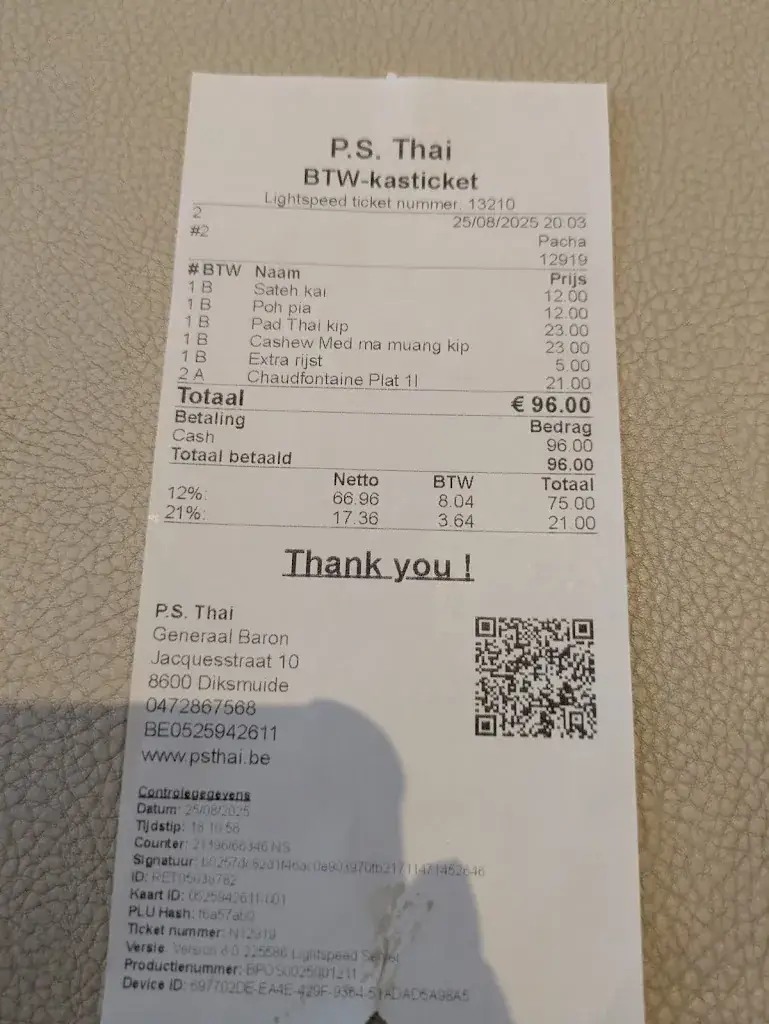 P.S. Thai
BTW-kasticket
Lightspeed ticket nummer. 13210
2 25/08/2025 20:03
#2 Pacha
12919
# BTW Naam Prijs
1 B Sateh kai 12.00
1 B Poh pia 12.00
1 B Pad Thai kip 23.00
1 B Cashew Med ma muang kip 23.00
1 B Extra rijst 5.00
2 A Chaudfontaine Plat 1l 21.00
Totaal € 96.00
Betaling Bedrag
Cash 96.00
Totaal betaald 96.00
Netto BTW Totaal
12%: 66.96 8.04 75.00
21%: 17.36 3.64 21.00
Thank you !
P.S. Thai
Generaal Baron
Jacquesstraat 10
8600 Diksmuide
0472867568
BE0525942611
www.psthai.be
Controlegegevens
Datum: 25/08/2025
Tijdstip:
Counter: NS
Signatuur:
ID:
Kaart ID:
PLU Hash:
Ticket nummer: N12919
Versie: Version Lightspeed
Productienummer:
Device ID: